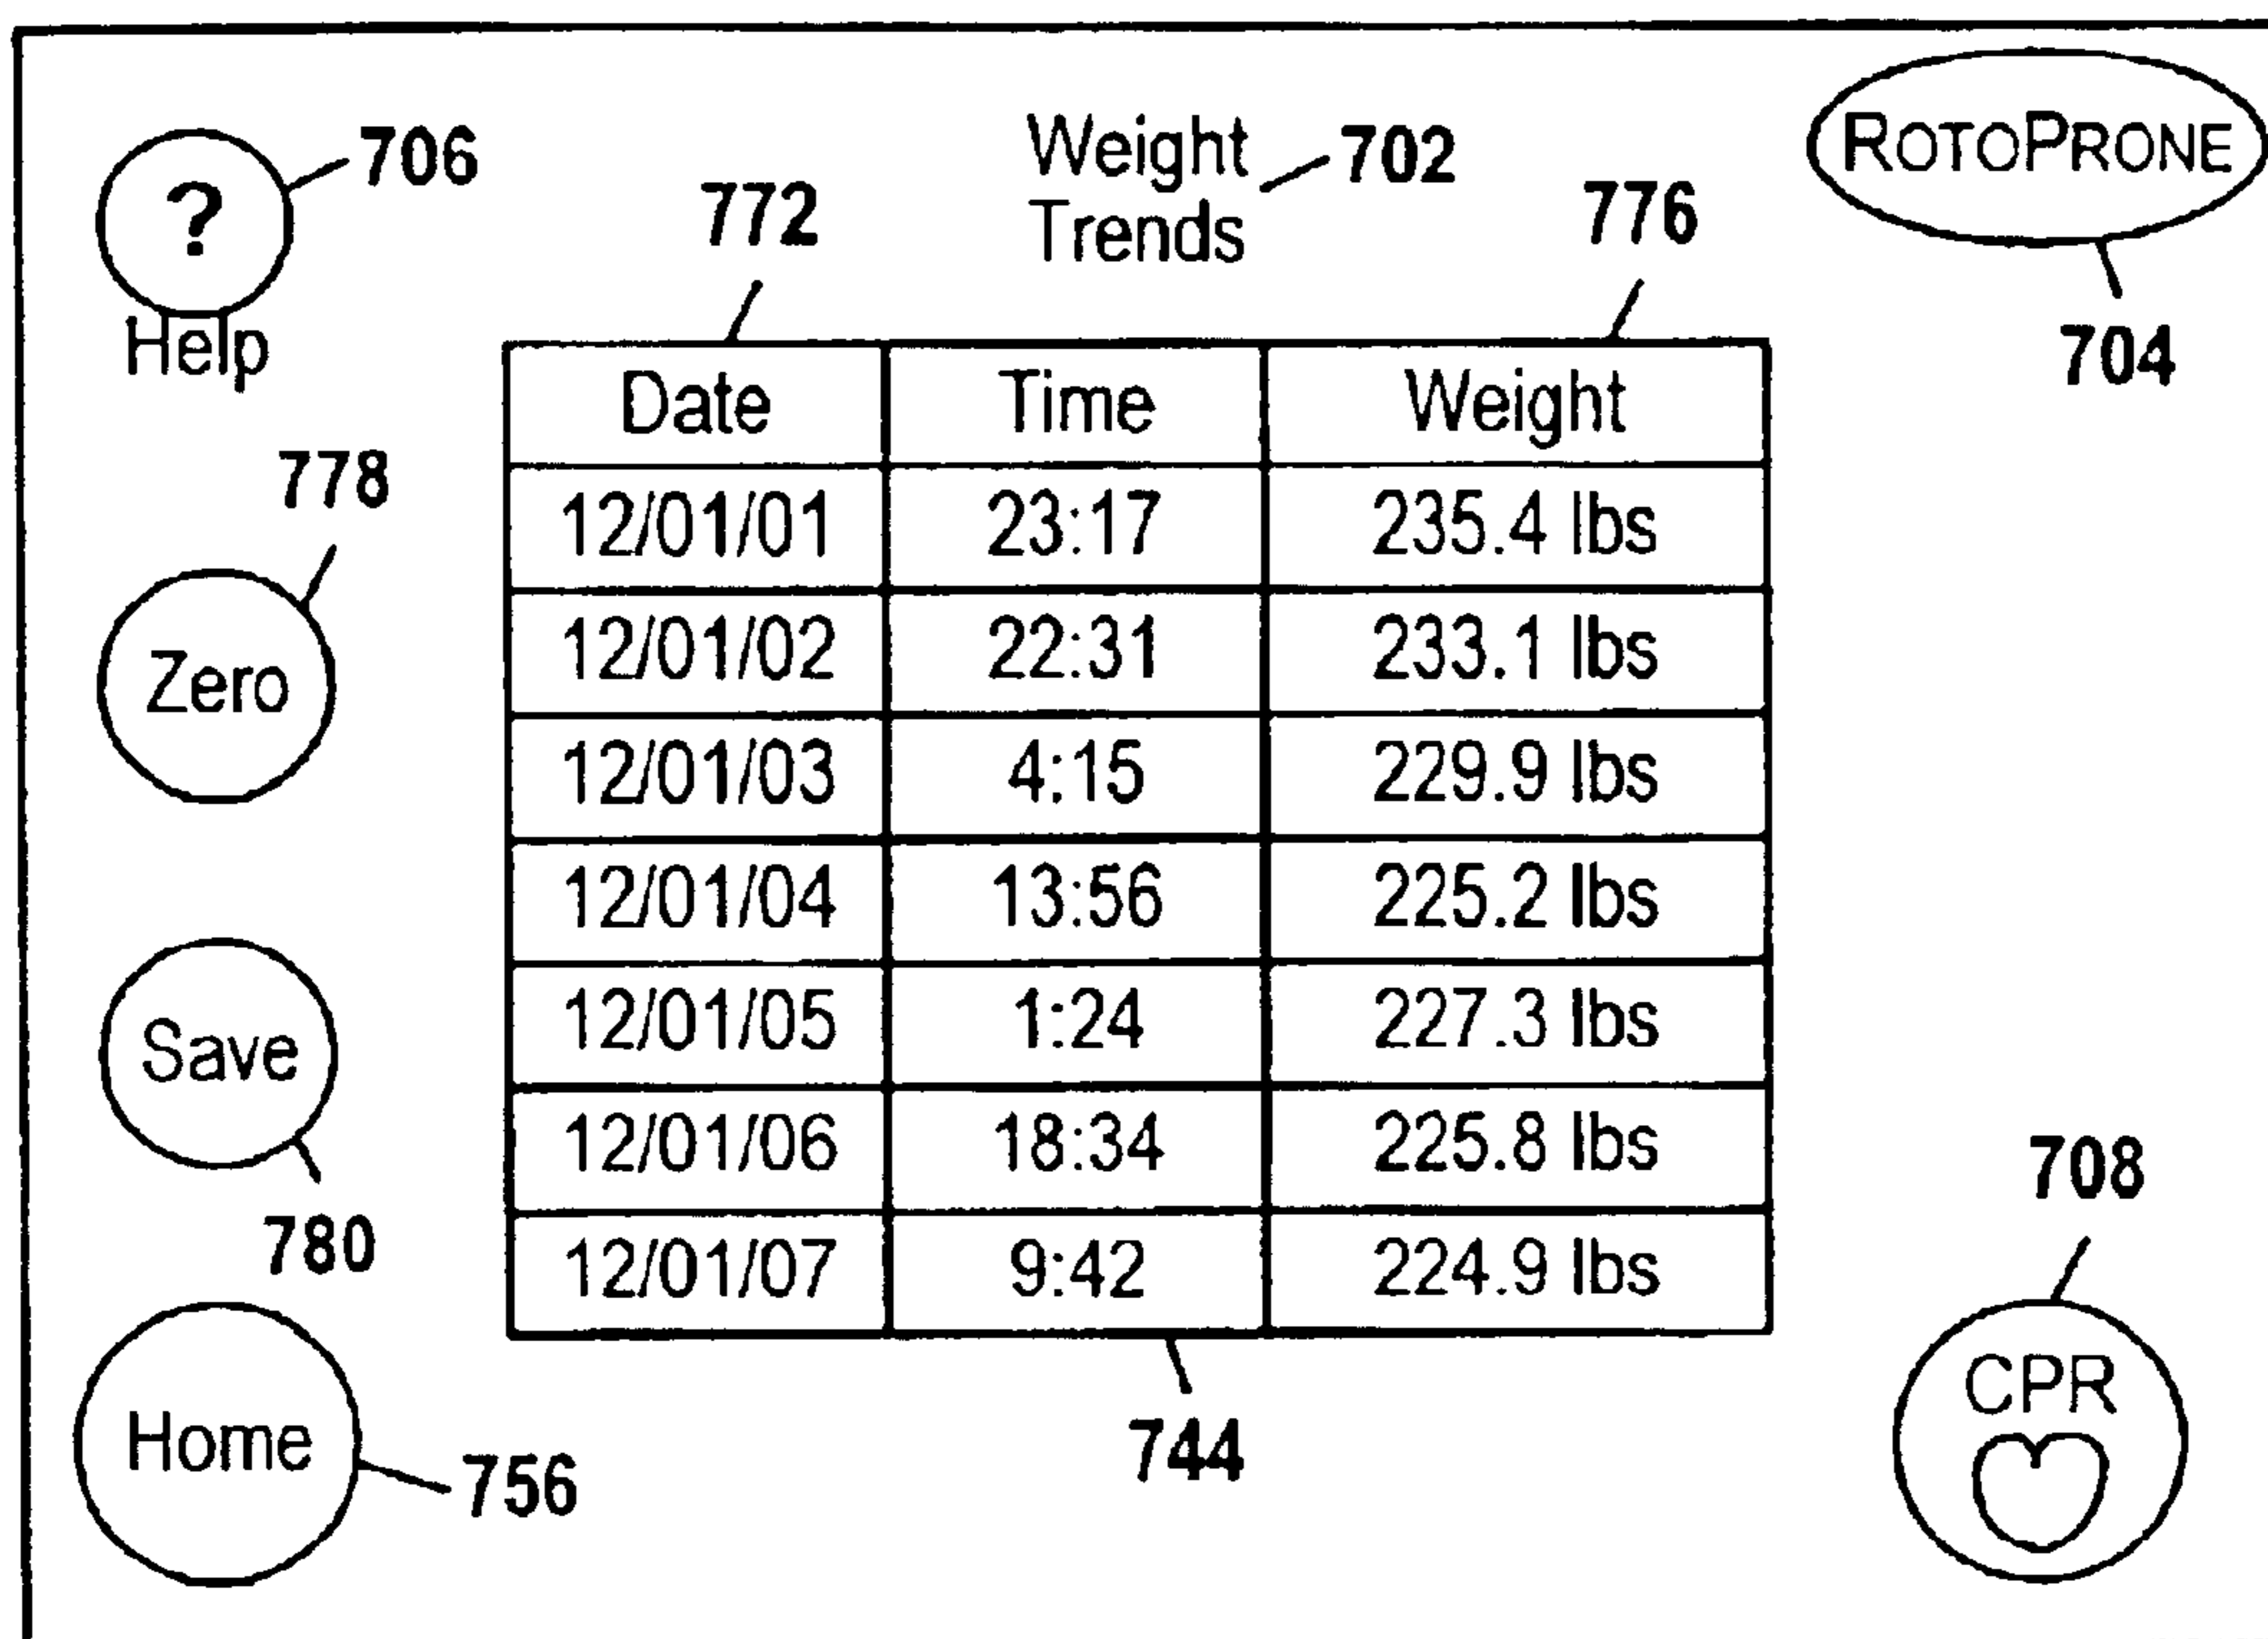 706
?
Help
772
Weight
Trends
702
776
ROTOPRONE
704
778
Zero
Save
780
Home
756
Date Time Weight
12/01/01 23:17 235.4 lbs
12/01/02 22:31 233.1 lbs
12/01/03 4:15 229.9 lbs
12/01/04 13:56 225.2 lbs
12/01/05 1:24 227.3 lbs
12/01/06 18:34 225.8 lbs
12/01/07 9:42 224.9 lbs
744
708
CPR